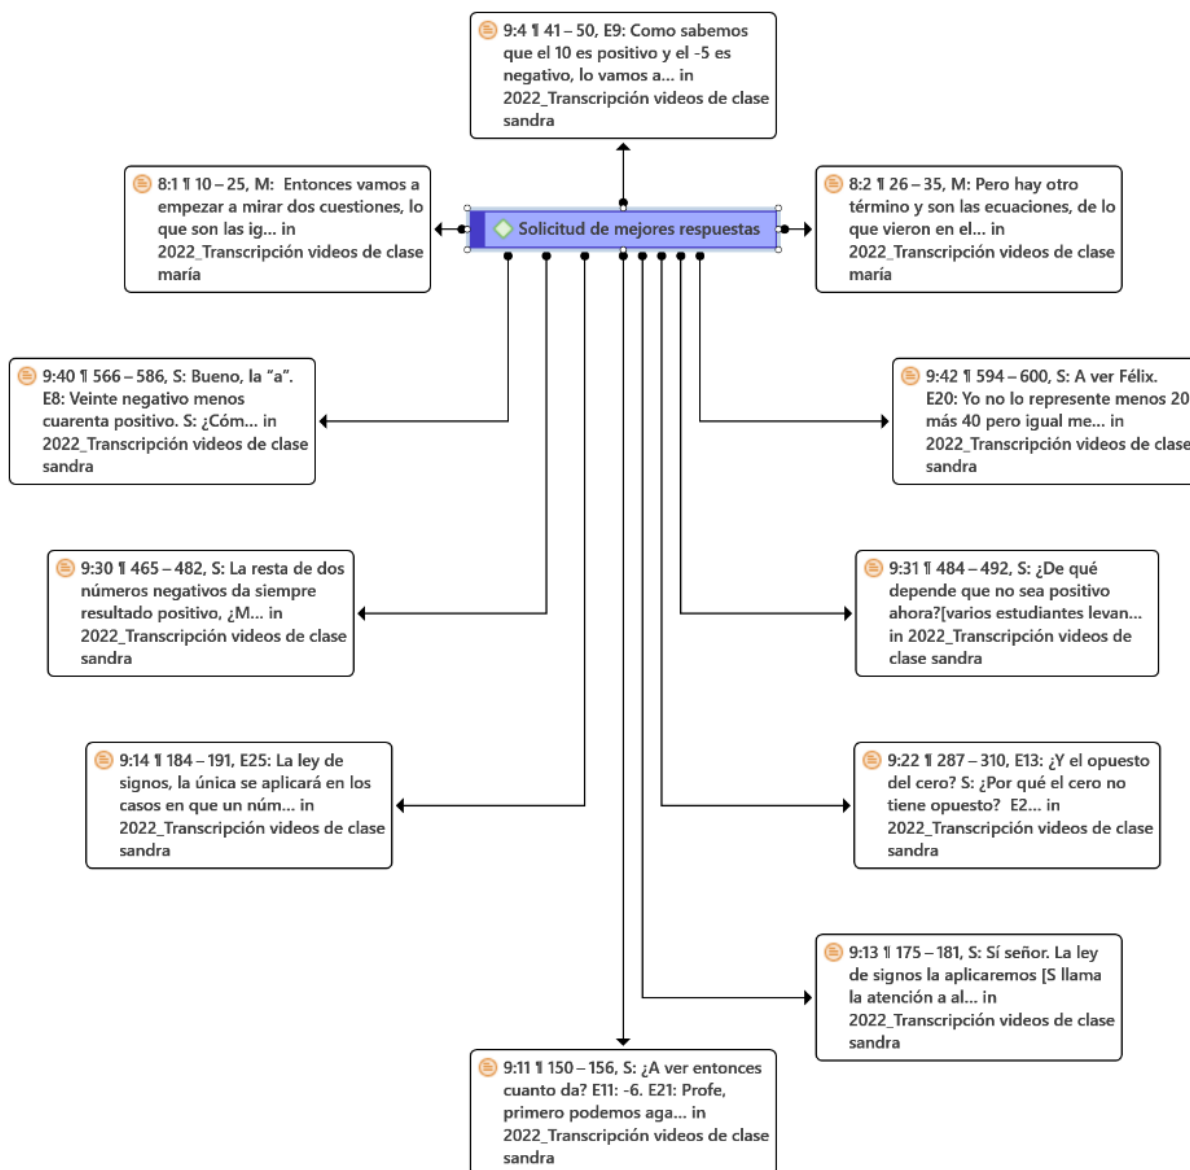 9:4 ¶ 41 – 50, E9: Como sabemos
que el 10 es positivo y el -5 es
negativo, lo vamos a... in
2022_Transcripción videos de clase
sandra
8:1 ¶ 10 – 25, M:  Entonces vamos a
empezar a mirar dos cuestiones, lo
que son las ig... in
2022_Transcripción videos de clase
maría
Solicitud de mejores respuestas
8:2 ¶ 26 – 35, M: Pero hay otro
término y son las ecuaciones, de lo
que vieron en el... in
2022_Transcripción videos de clase
maría
9:40 ¶ 566 – 586, S: Bueno, la "a".
E8: Veinte negativo menos
cuarenta positivo. S: ¿Cóm... in
2022_Transcripción videos de clase
sandra
9:42 ¶ 594 – 600, S: A ver Félix.
E20: Yo no lo represente menos 20
más 40 pero igual me... in
2022_Transcripción videos de clase
sandra
9:30 ¶ 465 – 482, S: La resta de dos
números negativos da siempre
resultado positivo, ¿M... in
2022_Transcripción videos de clase
sandra
9:31 ¶ 484 – 492, S: ¿De qué
depende que no sea positivo
ahora?[varios estudiantes levan...
in 2022_Transcripción videos de
clase sandra
9:14 ¶ 184 – 191, E25: La ley de
signos, la única se aplicará en los
casos en que un núm... in
2022_Transcripción videos de clase
sandra
9:22 ¶ 287 – 310, E13: ¿Y el opuesto
del cero? S: ¿Por qué el cero no
tiene opuesto?  E2... in
2022_Transcripción videos de clase
sandra
9:13 ¶ 175 – 181, S: Sí señor. La ley
de signos la aplicaremos [S llama
la atención a al... in
2022_Transcripción videos de clase
sandra
9:11 ¶ 150 – 156, S: ¿A ver entonces
cuanto da? E11: -6. E21: Profe,
primero podemos aga... in
2022_Transcripción videos de clase
sandra